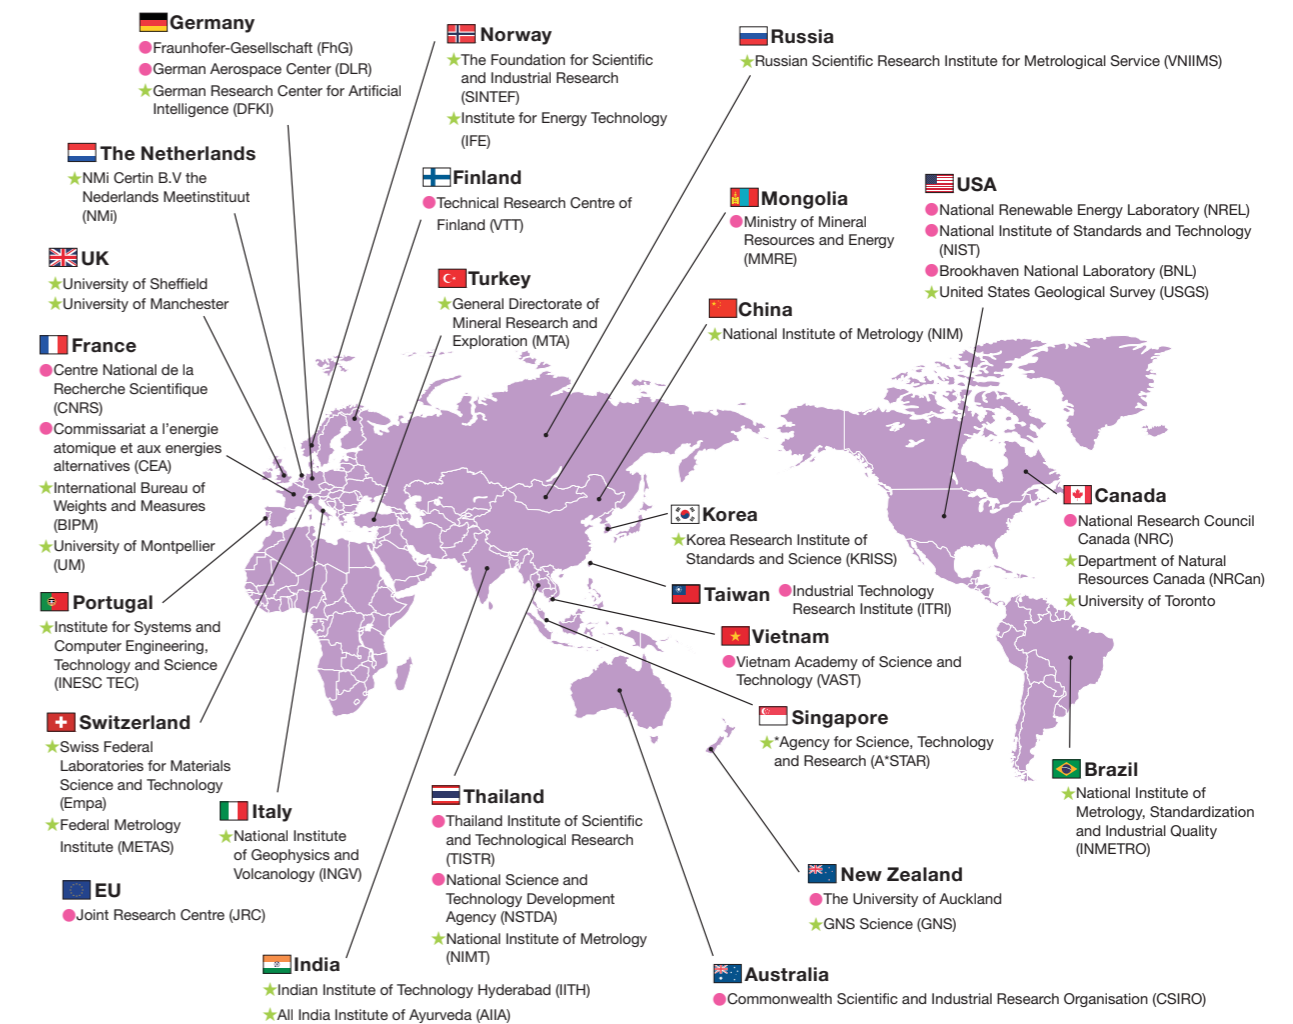 Germany
Fraunhofer-Gesellschaft (FhG)
German Aerospace Center (DLR)
German Research Center for Artificial
Intelligence (DFKI)
Norway
The Foundation for Scientific
and Industrial Research
(SINTEF)
Institute for Energy Technology
(IFE)
Russia
Russian Scientific Research Institute for Metrological Service (VNIIMS)
The Netherlands
NMi Certin B.V the
Nederlands Meetinstituut
(NMi)
Finland
Technical Research Centre of
Finland (VTT)
Mongolia
Ministry of Mineral
Resources and Energy
(MMRE)
USA
National Renewable Energy Laboratory (NREL)
National Institute of Standards and Technology
(NIST)
Brookhaven National Laboratory (BNL)
United States Geological Survey (USGS)
UK
University of Sheffield
University of Manchester
Turkey
General Directorate of
Mineral Research and
Exploration (MTA)
China
National Institute of Metrology (NIM)
France
Centre National de la
Recherche Scientifique
(CNRS)
Commissariat a l’energie
atomique et aux energies
alternatives (CEA)
International Bureau of
Weights and Measures
(BIPM)
University of Montpellier
(UM)
Canada
National Research Council
Canada (NRC)
Department of Natural
Resources Canada (NRCan)
University of Toronto
Korea
Korea Research Institute of
Standards and Science (KRISS)
Taiwan
Industrial Technology
Research Institute (ITRI)
Portugal
Institute for Systems and
Computer Engineering,
Technology and Science
(INESC TEC)
Vietnam
Vietnam Academy of Science and
Technology (VAST)
Switzerland
Swiss Federal
Laboratories for Materials
Science and Technology
(Empa)
Federal Metrology
Institute (METAS)
Singapore
*Agency for Science, Technology
and Research (A*STAR)
Brazil
National Institute of
Metrology, Standardization
and Industrial Quality
(INMETRO)
Italy
National Institute
of Geophysics and
Volcanology (INGV)
Thailand
Thailand Institute of Scientific
and Technological Research
(TISTR)
National Science and
Technology Development
Agency (NSTDA)
National Institute of Metrology
(NIMT)
EU
Joint Research Centre (JRC)
New Zealand
The University of Auckland
GNS Science (GNS)
India
Indian Institute of Technology Hyderabad (IITH)
All India Institute of Ayurveda (AIIA)
Australia
Commonwealth Scientific and Industrial Research Organisation (CSIRO)